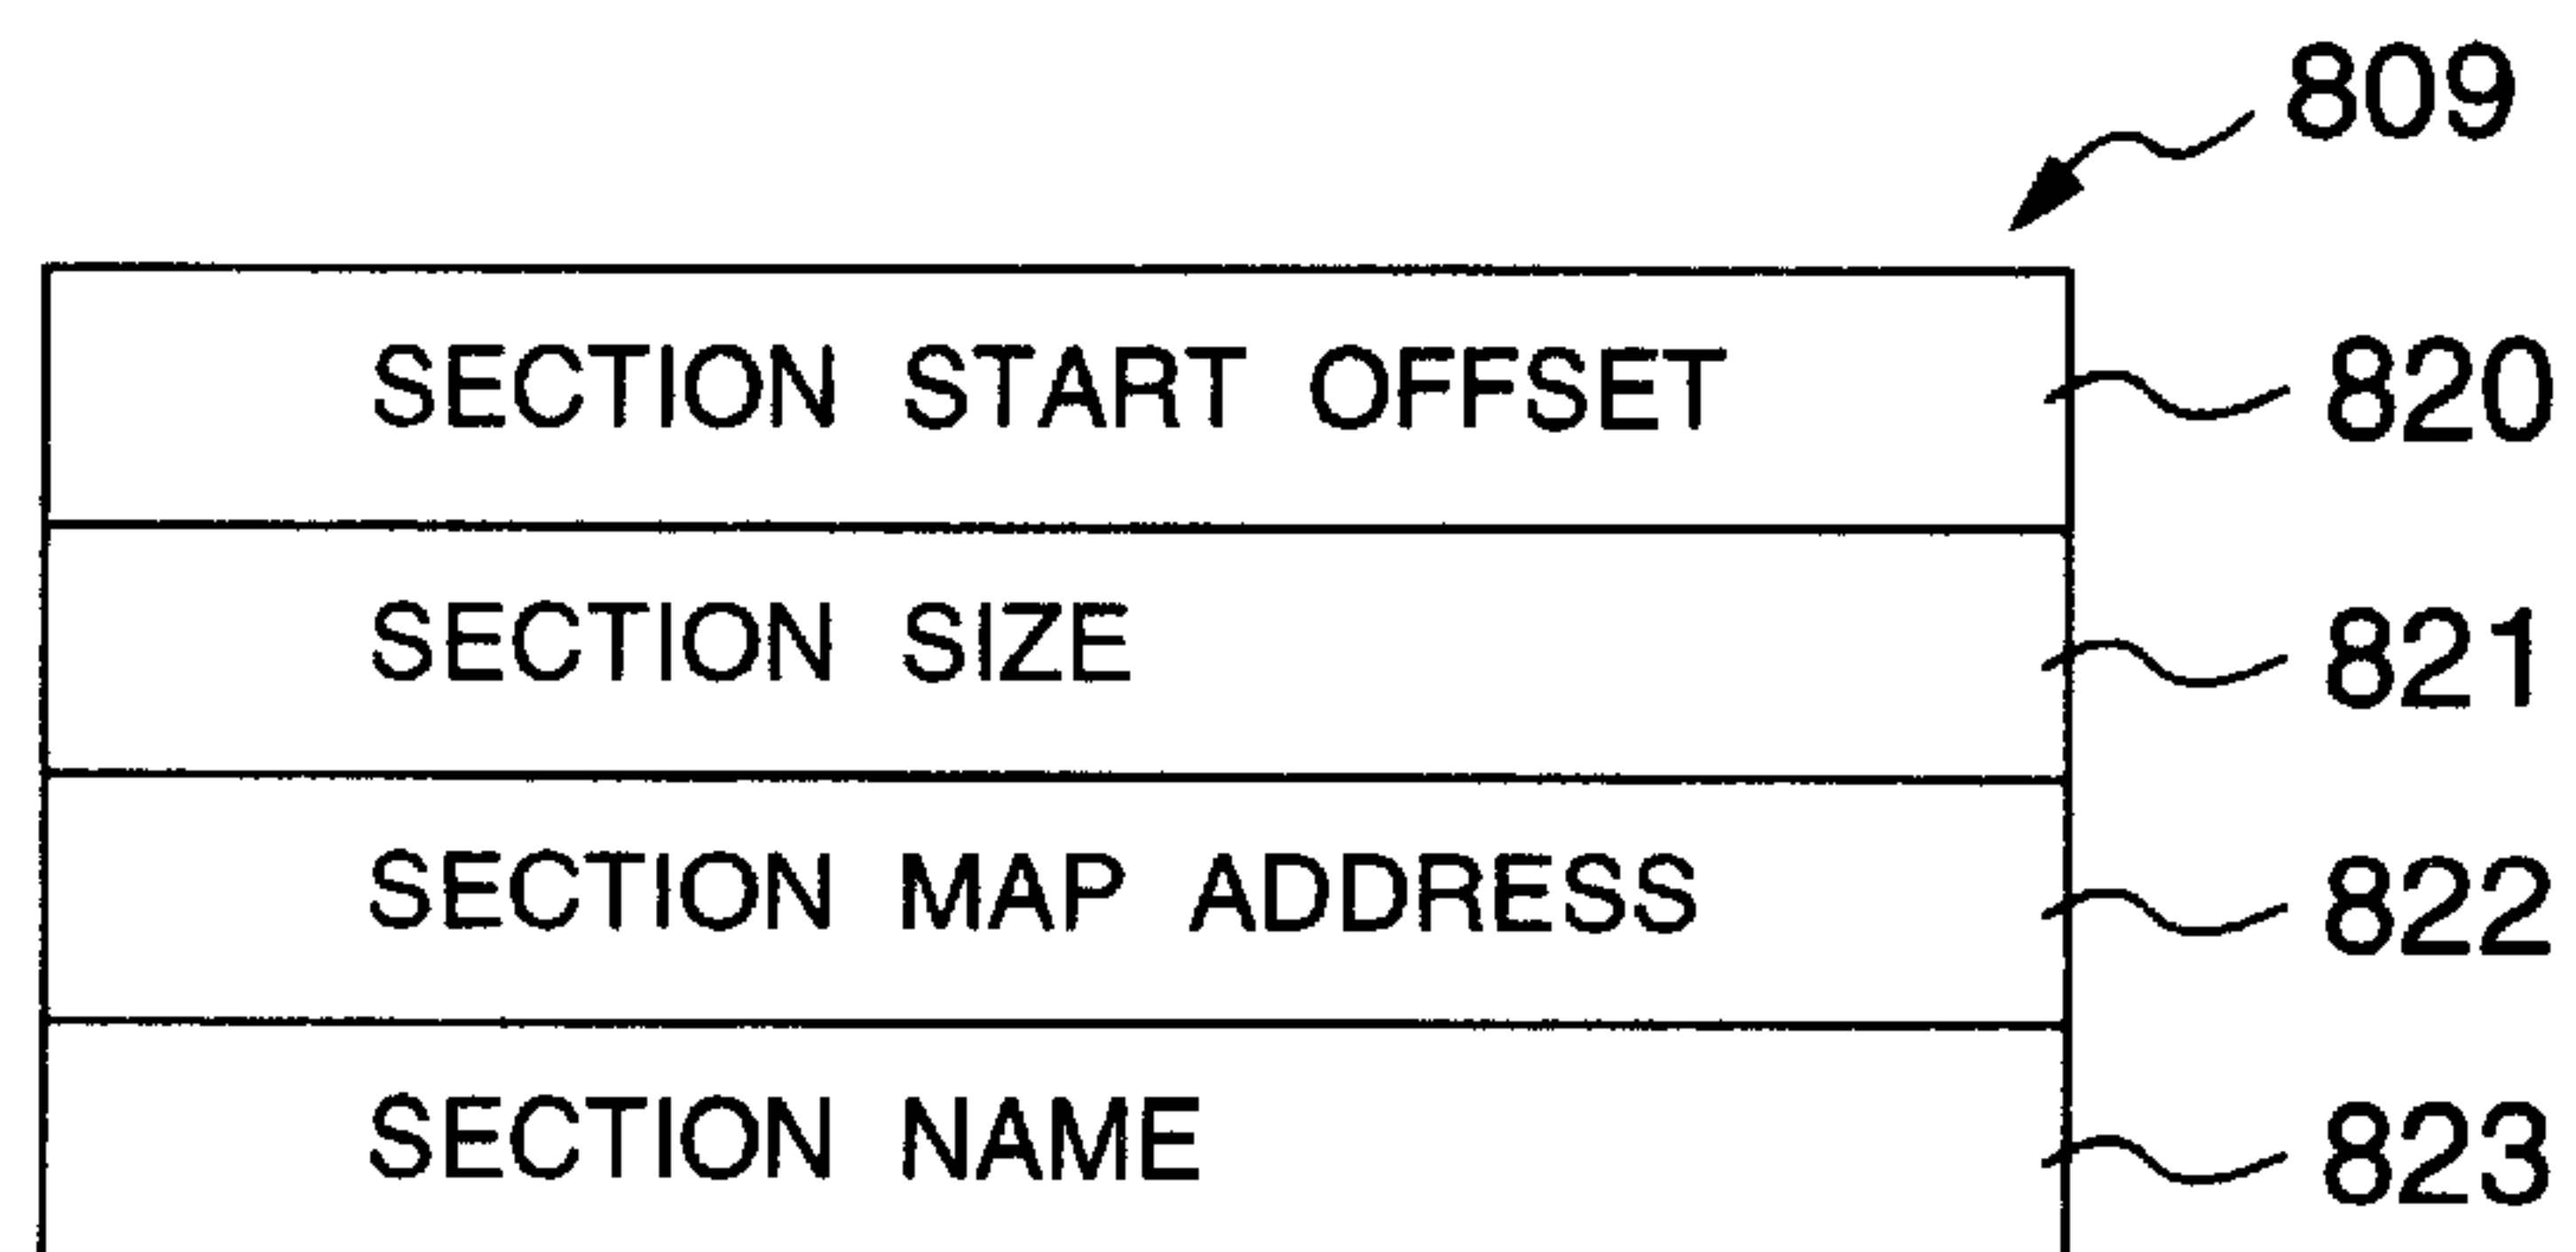 809
SECTION START OFFSET 820
SECTION SIZE 821
SECTION MAP ADDRESS 822
SECTION NAME 823